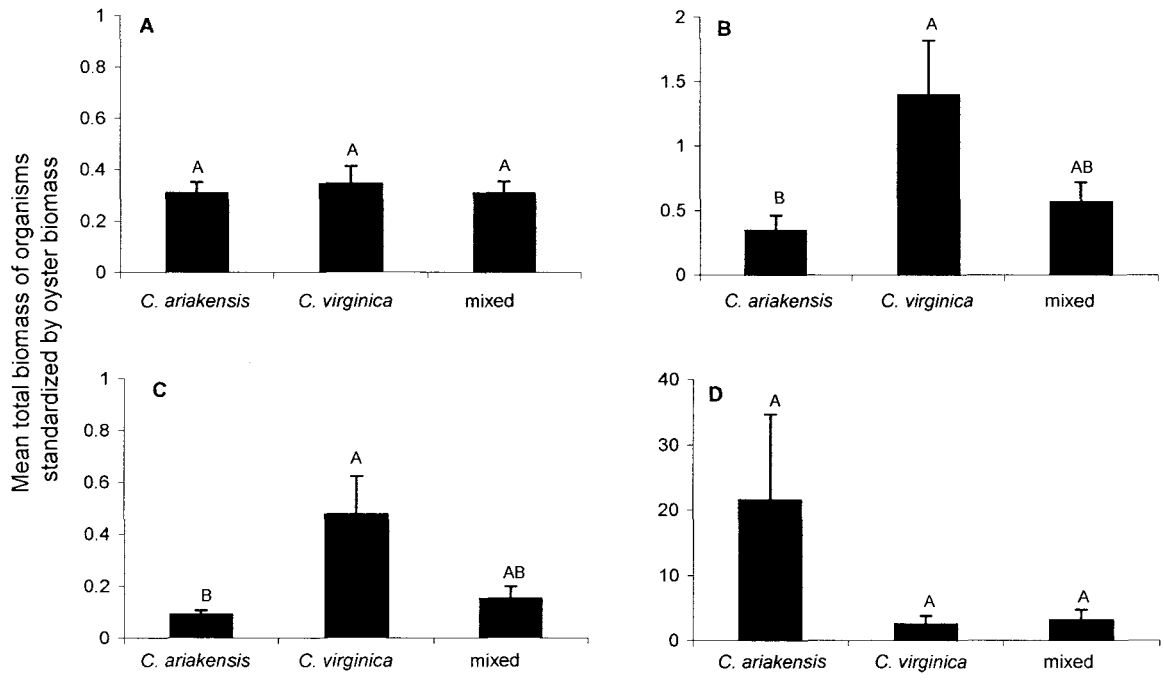 Mean total biomass of organisms
standardized by oyster biomass
A
1
0.8
0.6
0.4
0.2
0
A
A
A
C. ariakensis
C. virginica
mixed
B
2
1.5
1
0.5
0
B
A
AB
C. ariakensis
C. virginica
mixed
C
1
0.8
0.6
0.4
0.2
0
B
A
AB
C. ariakensis
C. virginica
mixed
D
40
30
20
10
0
A
A
A
C. ariakensis
C. virginica
mixed